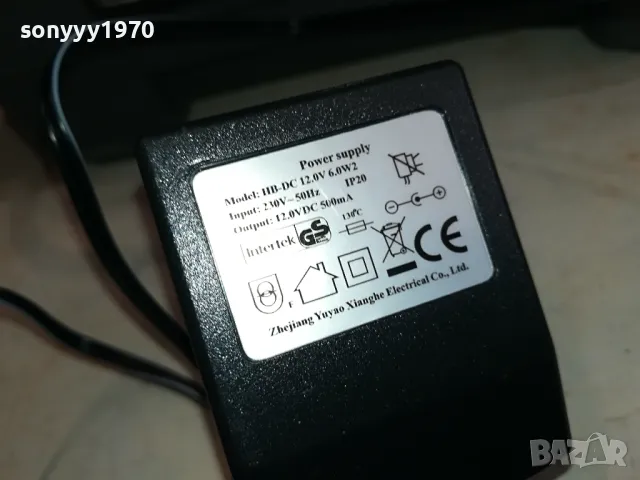 sonyyy1970
Power supply
Model: HB-DC 12.0V 6.0W2
Input: 230V~50Hz IP20
Output: 12.0VDC 500mA
Intertek GS 130°C
F CE
Zhejiang Yuyao Xianghe Electrical Co., Ltd.
BAZAR